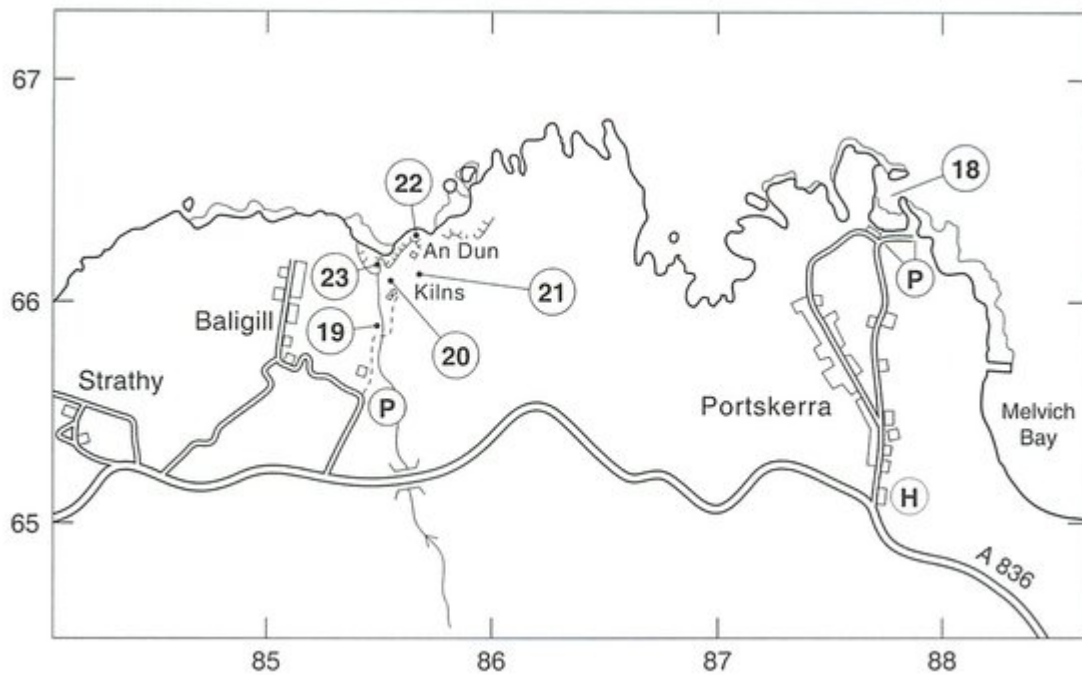 67
18
22
An Dun
23
21
Kilns
66
P
Baligill
19
20
Strathy
P
Portskerra
Melvich
Bay
H
65
A 836
85
86
87
88